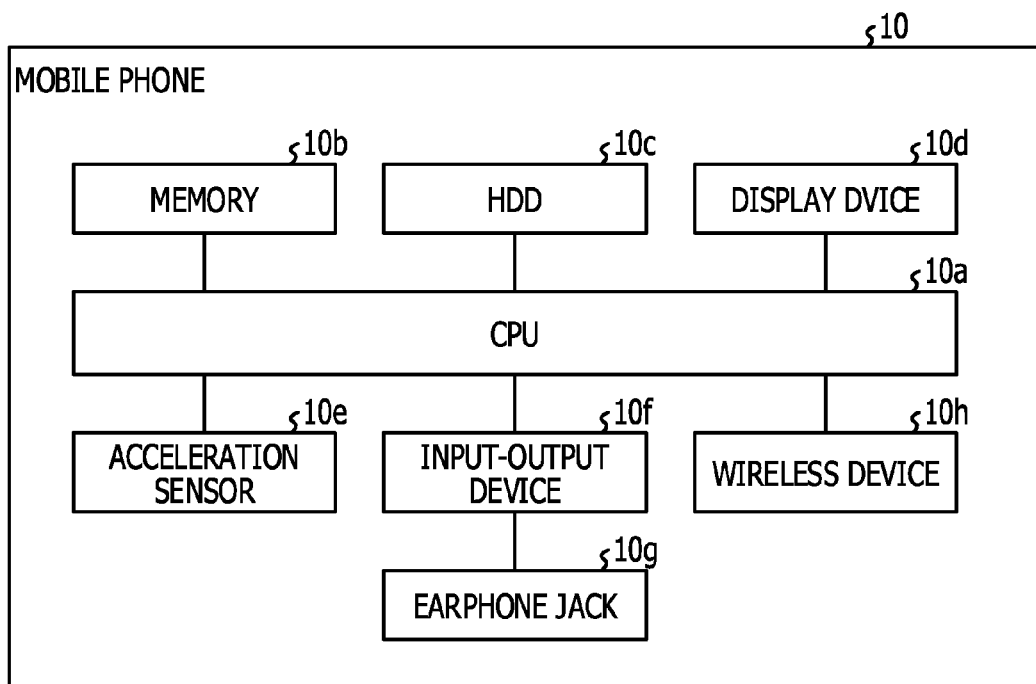 10
MOBILE PHONE
10b
10c
10d
MEMORY
HDD
DISPLAY DVICE
10a
CPU
10e
10f
10h
ACCELERATION
SENSOR
INPUT-OUTPUT
DEVICE
WIRELESS DEVICE
10g
EARPHONE JACK